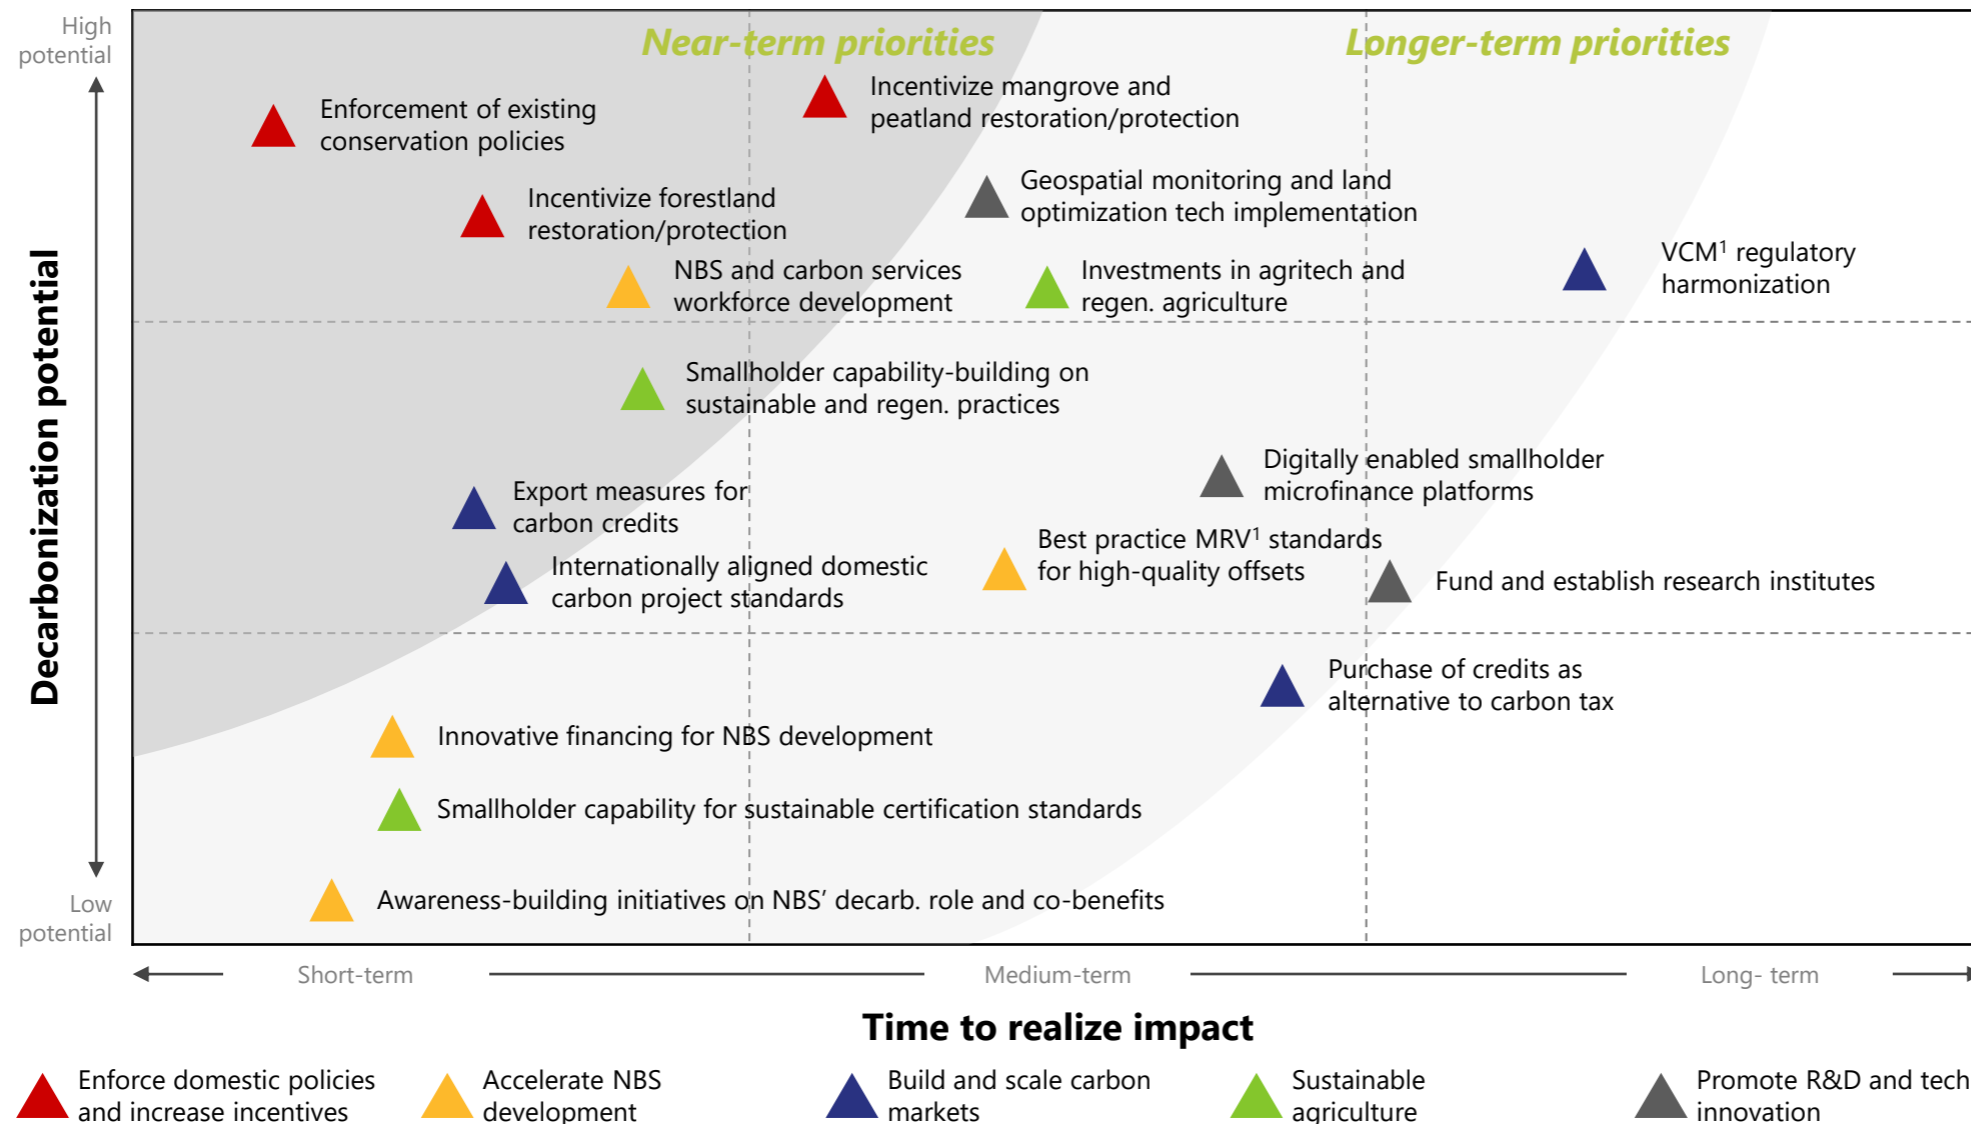 High
potential
Near-term priorities
Longer-term priorities
Enforcement of existing
conservation policies
Incentivize mangrove and
peatland restoration/protection
Incentivize forestland
restoration/protection
Geospatial monitoring and land
optimization tech implementation
NBS and carbon services
workforce development
Investments in agritech and
regen. agriculture
VCM¹ regulatory
harmonization
Smallholder capability-building on
sustainable and regen. practices
Decarbonization potential
Export measures for
carbon credits
Digitally enabled smallholder
microfinance platforms
Internationally aligned domestic
carbon project standards
Best practice MRV¹ standards
for high-quality offsets
Fund and establish research institutes
Purchase of credits as
alternative to carbon tax
Innovative financing for NBS development
Smallholder capability for sustainable certification standards
Awareness-building initiatives on NBS’ decarb. role and co-benefits
Low
potential
Short-term
Medium-term
Long- term
Time to realize impact
Enforce domestic policies
and increase incentives
Accelerate NBS
development
Build and scale carbon
markets
Sustainable
agriculture
Promote R&D and tech
innovation